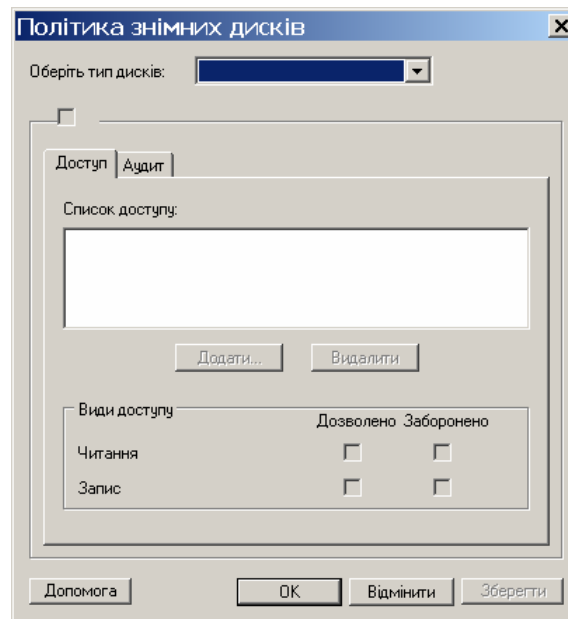 Політика знімних дисків
Оберіть тип дисків:
Доступ Аудит
Список доступу:
Додати... Видалити
Види доступу
Дозволено Заборонено
Читання
Запис
Допомога OK Відмінити Зберегти